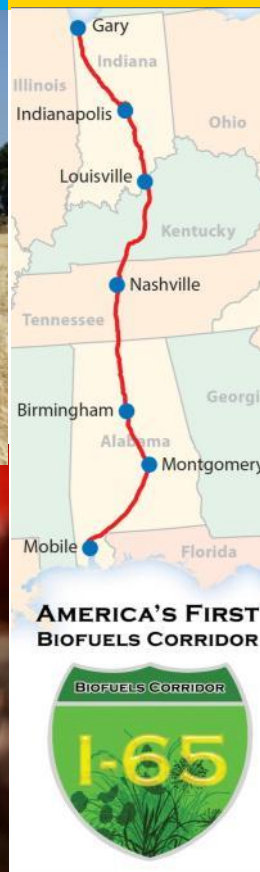 Gary
Indiana
Illinois
Indianapolis
Ohio
Louisville
Kentucky
Nashville
Tennessee
Georgi
Birmingham
Alabama
Montgomery
Mobile
Florida
AMERICA'S FIRST
BIOFUELS CORRIDOR
BIOFUELS CORRIDOR
I-65